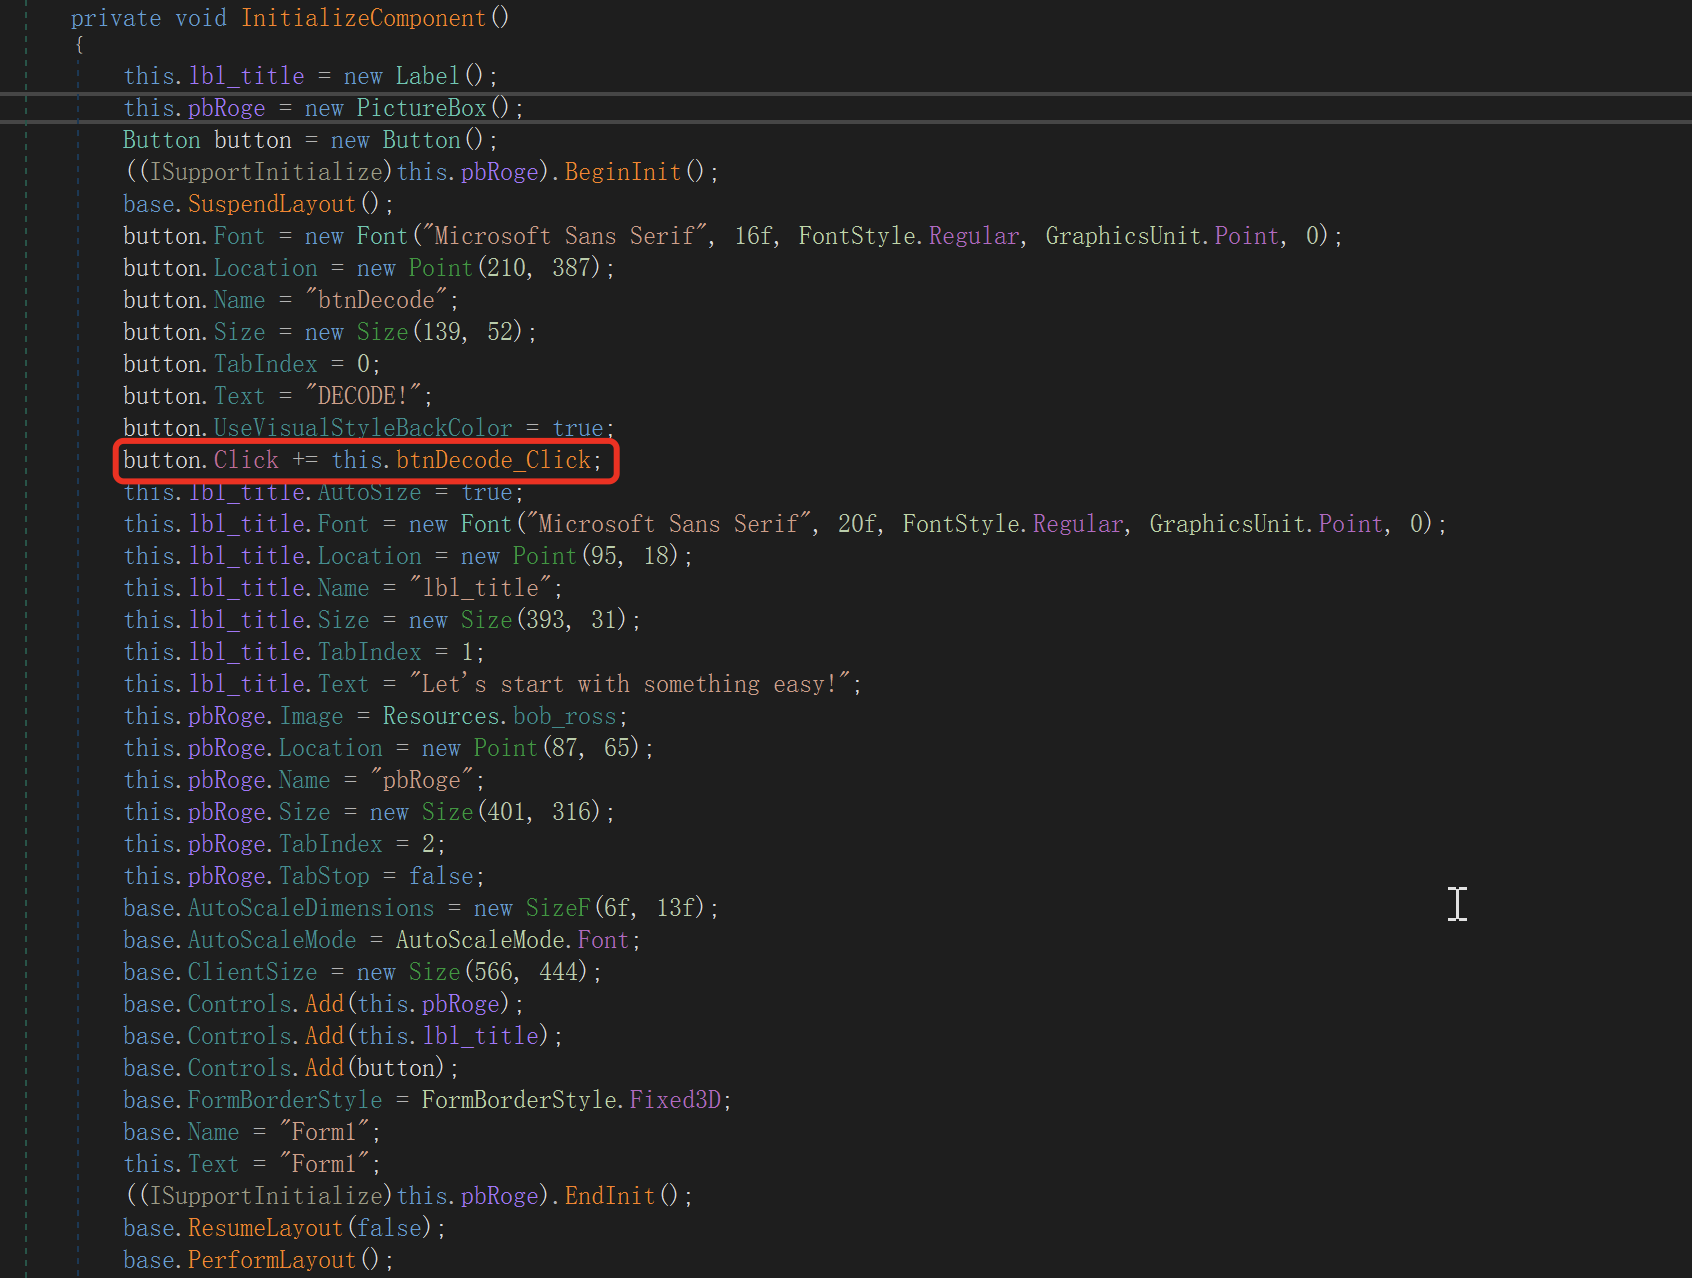 private void InitializeComponent()
{
this.lbl_title = new Label();
this.pbRoge = new PictureBox();
Button button = new Button();
((ISupportInitialize)this.pbRoge).BeginInit();
base.SuspendLayout();
button.Font = new Font("Microsoft Sans Serif", 16f, FontStyle.Regular, GraphicsUnit.Point, 0);
button.Location = new Point(210, 387);
button.Name = "btnDecode";
button.Size = new Size(139, 52);
button.TabIndex = 0;
button.Text = "DECODE!";
button.UseVisualStyleBackColor = true;
button.Click += this.btnDecode_Click;
this.lbl_title.AutoSize = true;
this.lbl_title.Font = new Font("Microsoft Sans Serif", 20f, FontStyle.Regular, GraphicsUnit.Point, 0);
this.lbl_title.Location = new Point(95, 18);
this.lbl_title.Name = "lbl_title";
this.lbl_title.Size = new Size(393, 31);
this.lbl_title.TabIndex = 1;
this.lbl_title.Text = "Let's start with something easy!";
this.pbRoge.Image = Resources.bob_ross;
this.pbRoge.Location = new Point(87, 65);
this.pbRoge.Name = "pbRoge";
this.pbRoge.Size = new Size(401, 316);
this.pbRoge.TabIndex = 2;
this.pbRoge.TabStop = false;
base.AutoScaleDimensions = new SizeF(6f, 13f);
base.AutoScaleMode = AutoScaleMode.Font;
base.ClientSize = new Size(566, 444);
base.Controls.Add(this.pbRoge);
base.Controls.Add(this.lbl_title);
base.Controls.Add(button);
base.FormBorderStyle = FormBorderStyle.Fixed3D;
base.Name = "Form1";
this.Text = "Form1";
((ISupportInitialize)this.pbRoge).EndInit();
base.ResumeLayout(false);
base.PerformLayout();